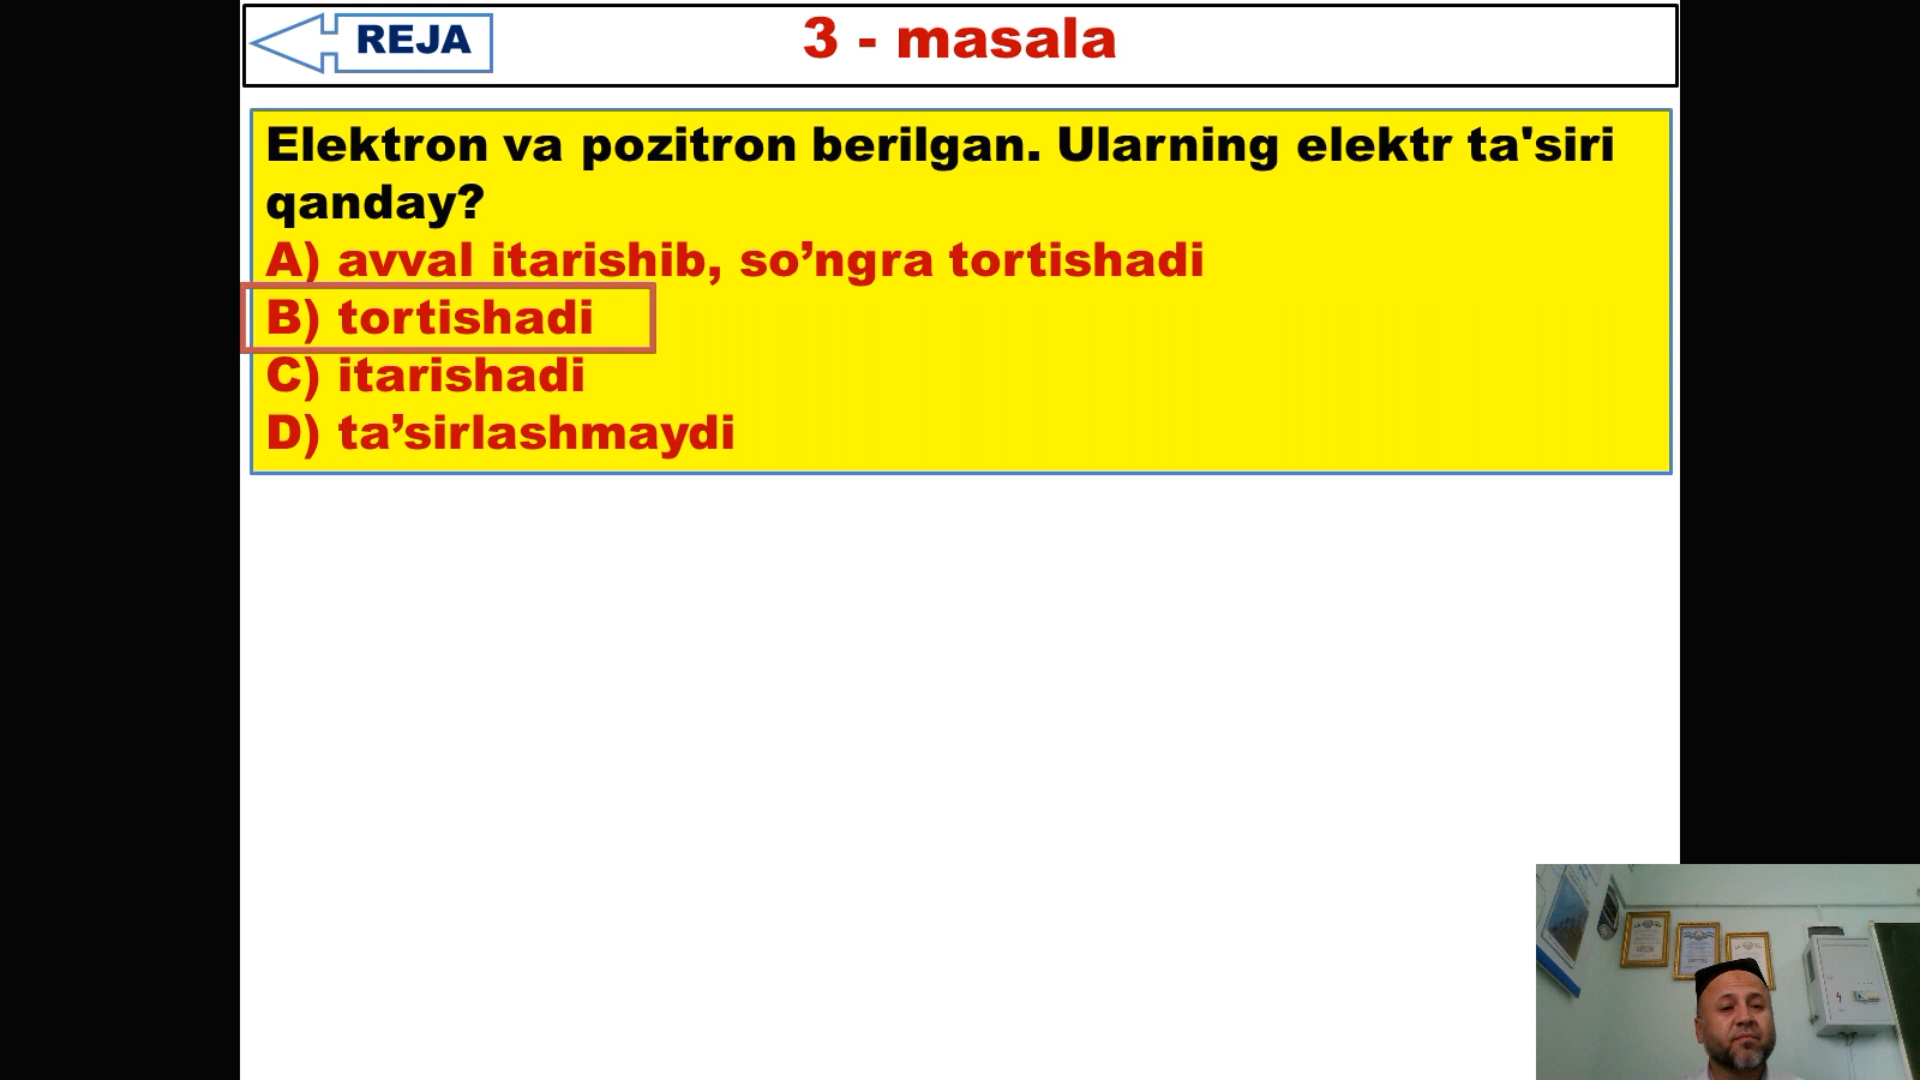 REJA
3 - masala
Elektron va pozitron berilgan. Ularning elektr ta'siri
qanday?
A) avval itarishib, so’ngra tortishadi
B) tortishadi
C) itarishadi
D) ta’sirlashmaydi